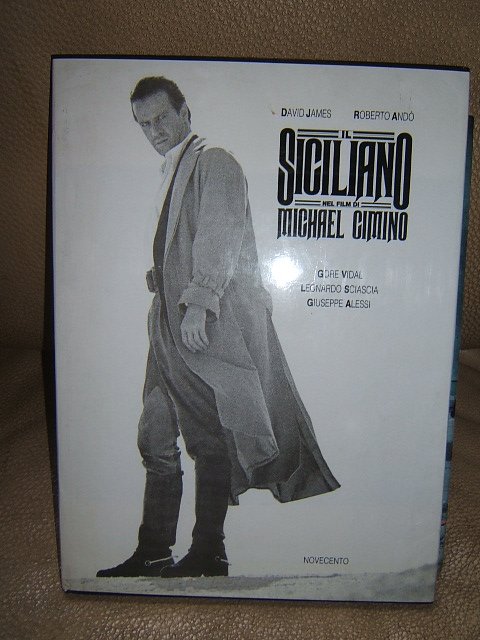 DAVID JAMES ROBERTO ANDÒ
IL
SICILIANO
NEL FILM DI
MICHAEL CIMINO
GORE VIDAL
LEONARDO SCIASCIA
GIUSEPPE ALESSI
NOVECENTO